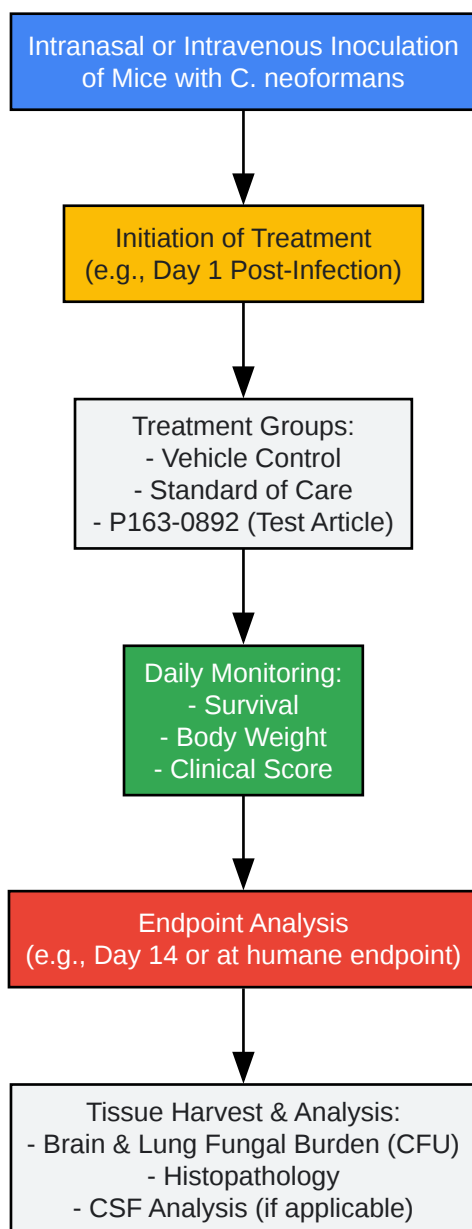 Intranasal or Intravenous Inoculation
of Mice with C. neoformans
Initiation of Treatment
(e.g., Day 1 Post-Infection)
Treatment Groups:
- Vehicle Control
- Standard of Care
- P163-0892 (Test Article)
Daily Monitoring:
- Survival
- Body Weight
- Clinical Score
Endpoint Analysis
(e.g., Day 14 or at humane endpoint)
Tissue Harvest & Analysis:
- Brain & Lung Fungal Burden (CFU)
- Histopathology
- CSF Analysis (if applicable)